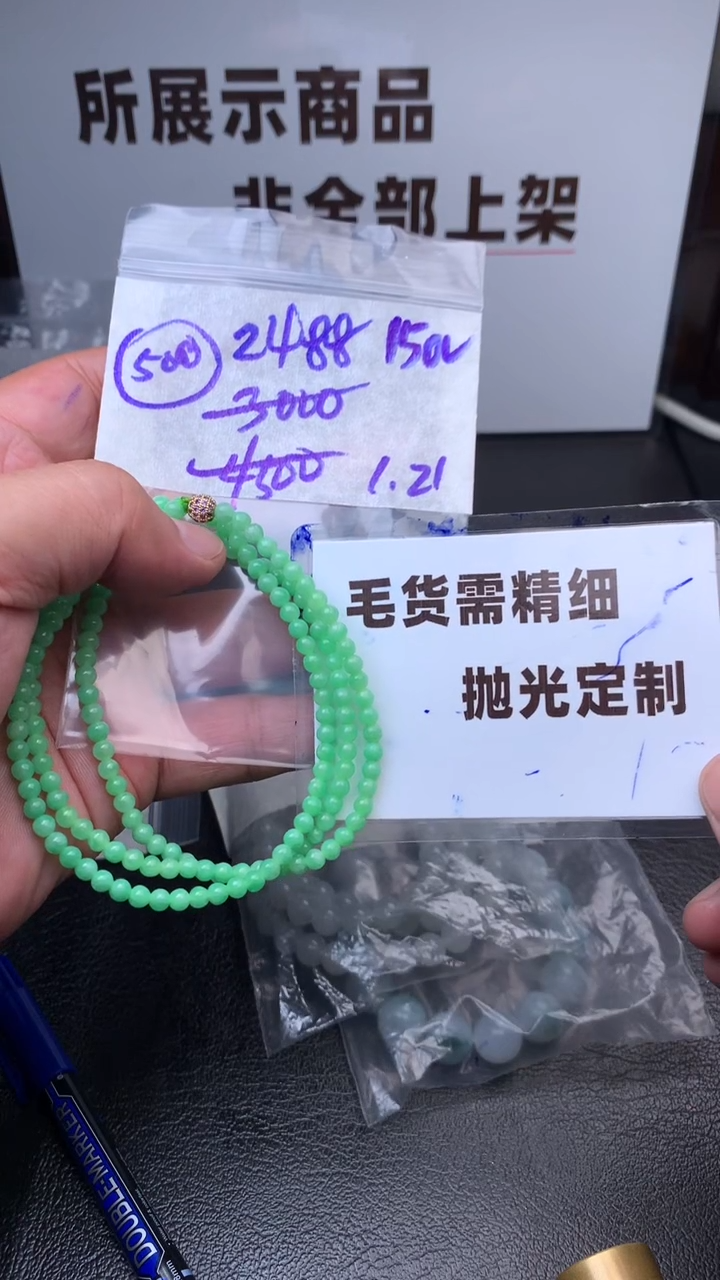 所展示商品
非全部上架
500 2488 1500
3000
4500 1.21
毛货需精细
抛光定制
DOUBLE-MARKER